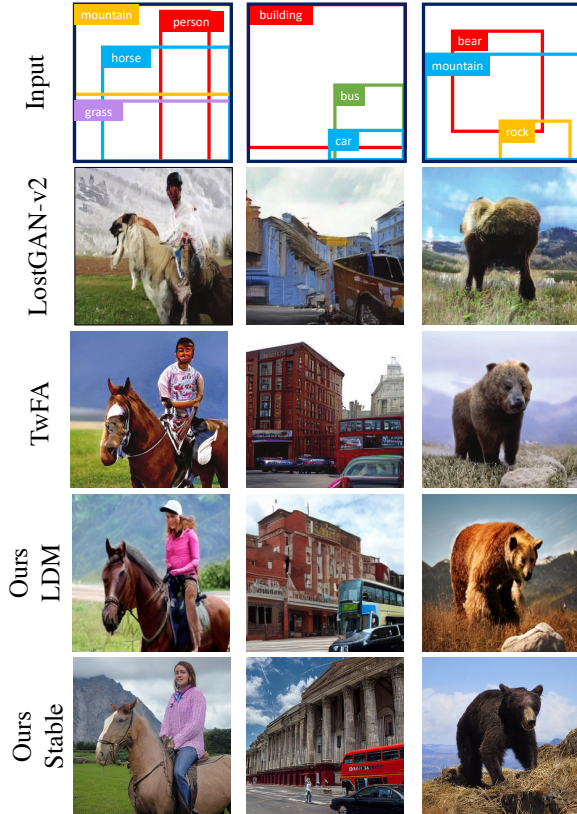 Input
mountain
person
horse
grass
building
bus
car
bear
mountain
rock
LostGAN-v2
TwFA
Ours
LDM
Ours
Stable